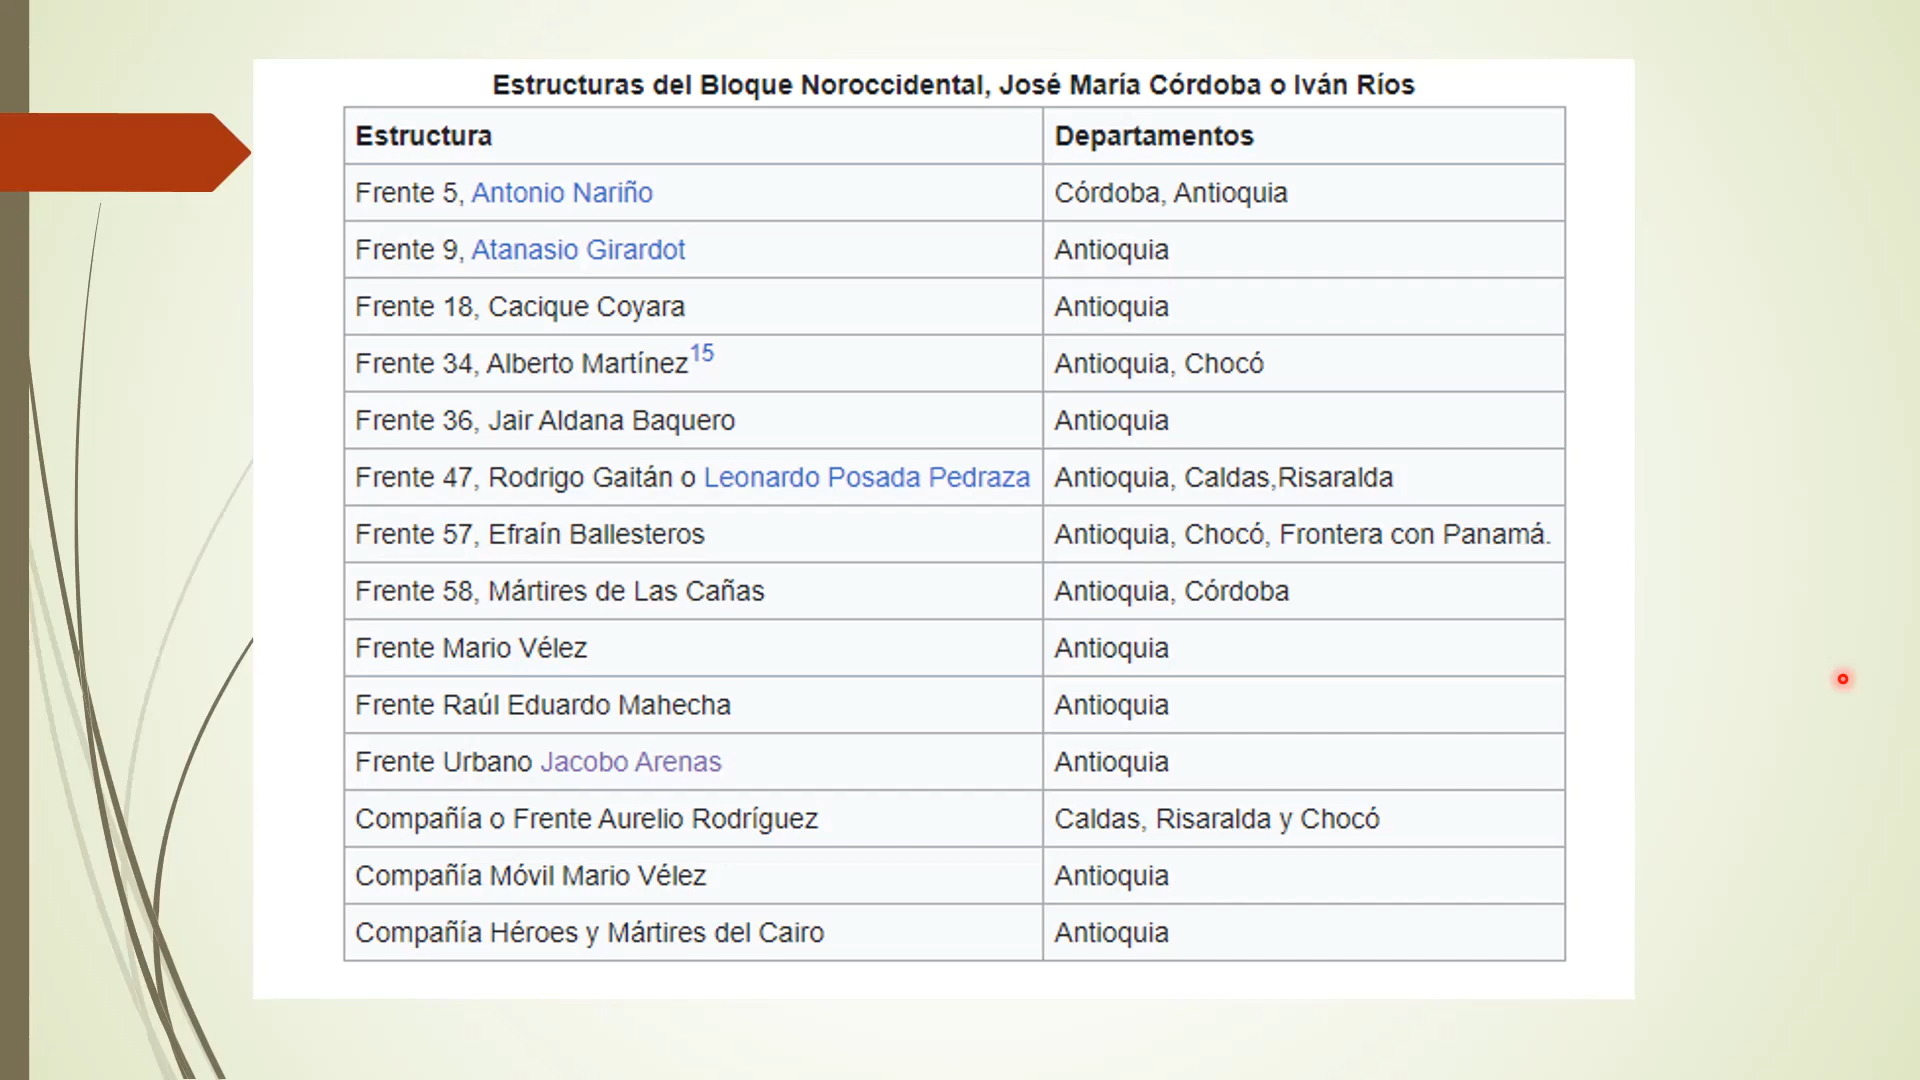 Estructuras del Bloque Noroccidental, José María Córdoba o Iván Ríos
Estructura Departamentos
Frente 5, Antonio Nariño Córdoba, Antioquia
Frente 9, Atanasio Girardot Antioquia
Frente 18, Cacique Coyara Antioquia
Frente 34, Alberto Martínez15 Antioquia, Chocó
Frente 36, Jair Aldana Baquero Antioquia
Frente 47, Rodrigo Gaitán o Leonardo Posada Pedraza Antioquia, Caldas,Risaralda
Frente 57, Efraín Ballesteros Antioquia, Chocó, Frontera con Panamá.
Frente 58, Mártires de Las Cañas Antioquia, Córdoba
Frente Mario Vélez Antioquia
Frente Raúl Eduardo Mahecha Antioquia
Frente Urbano Jacobo Arenas Antioquia
Compañía o Frente Aurelio Rodríguez Caldas, Risaralda y Chocó
Compañía Móvil Mario Vélez Antioquia
Compañía Héroes y Mártires del Cairo Antioquia